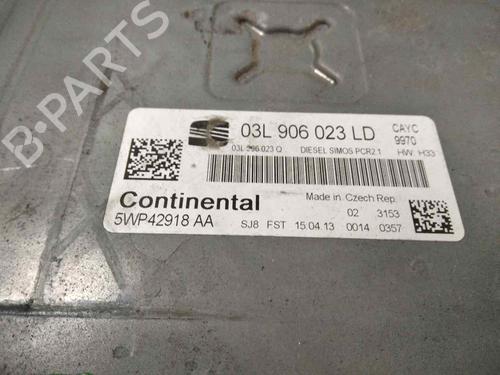 B-PARTS
03L 906 023 LD
CAYC
9970
03L 906 023 Q DIESEL SIMOS PCR2.1 HW: H33
Continental
Made in Czech Rep.
02 3153
5WP42918 AA
SJ8 FST 15.04.13 0014 0357